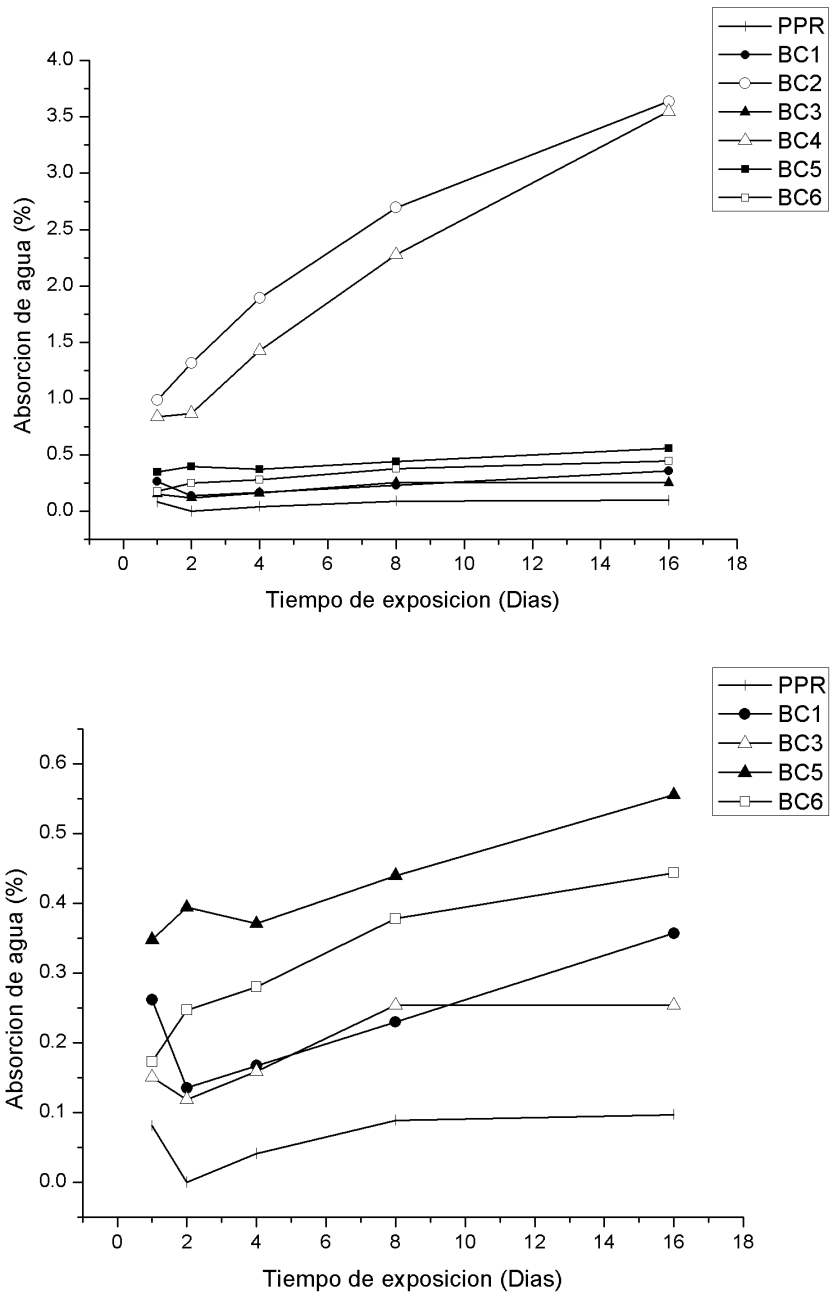 PPR
BC1
BC2
BC3
BC4
BC5
BC6
4.0
3.5
3.0
2.5
2.0
1.5
1.0
0.5
0.0
Absorcion de agua (%)
0 2 4 6 8 10 12 14 16 18
Tiempo de exposicion (Dias)
PPR
BC1
BC3
BC5
BC6
0.6
0.5
0.4
0.3
0.2
0.1
0.0
Absorcion de agua (%)
0 2 4 6 8 10 12 14 16 18
Tiempo de exposicion (Dias)